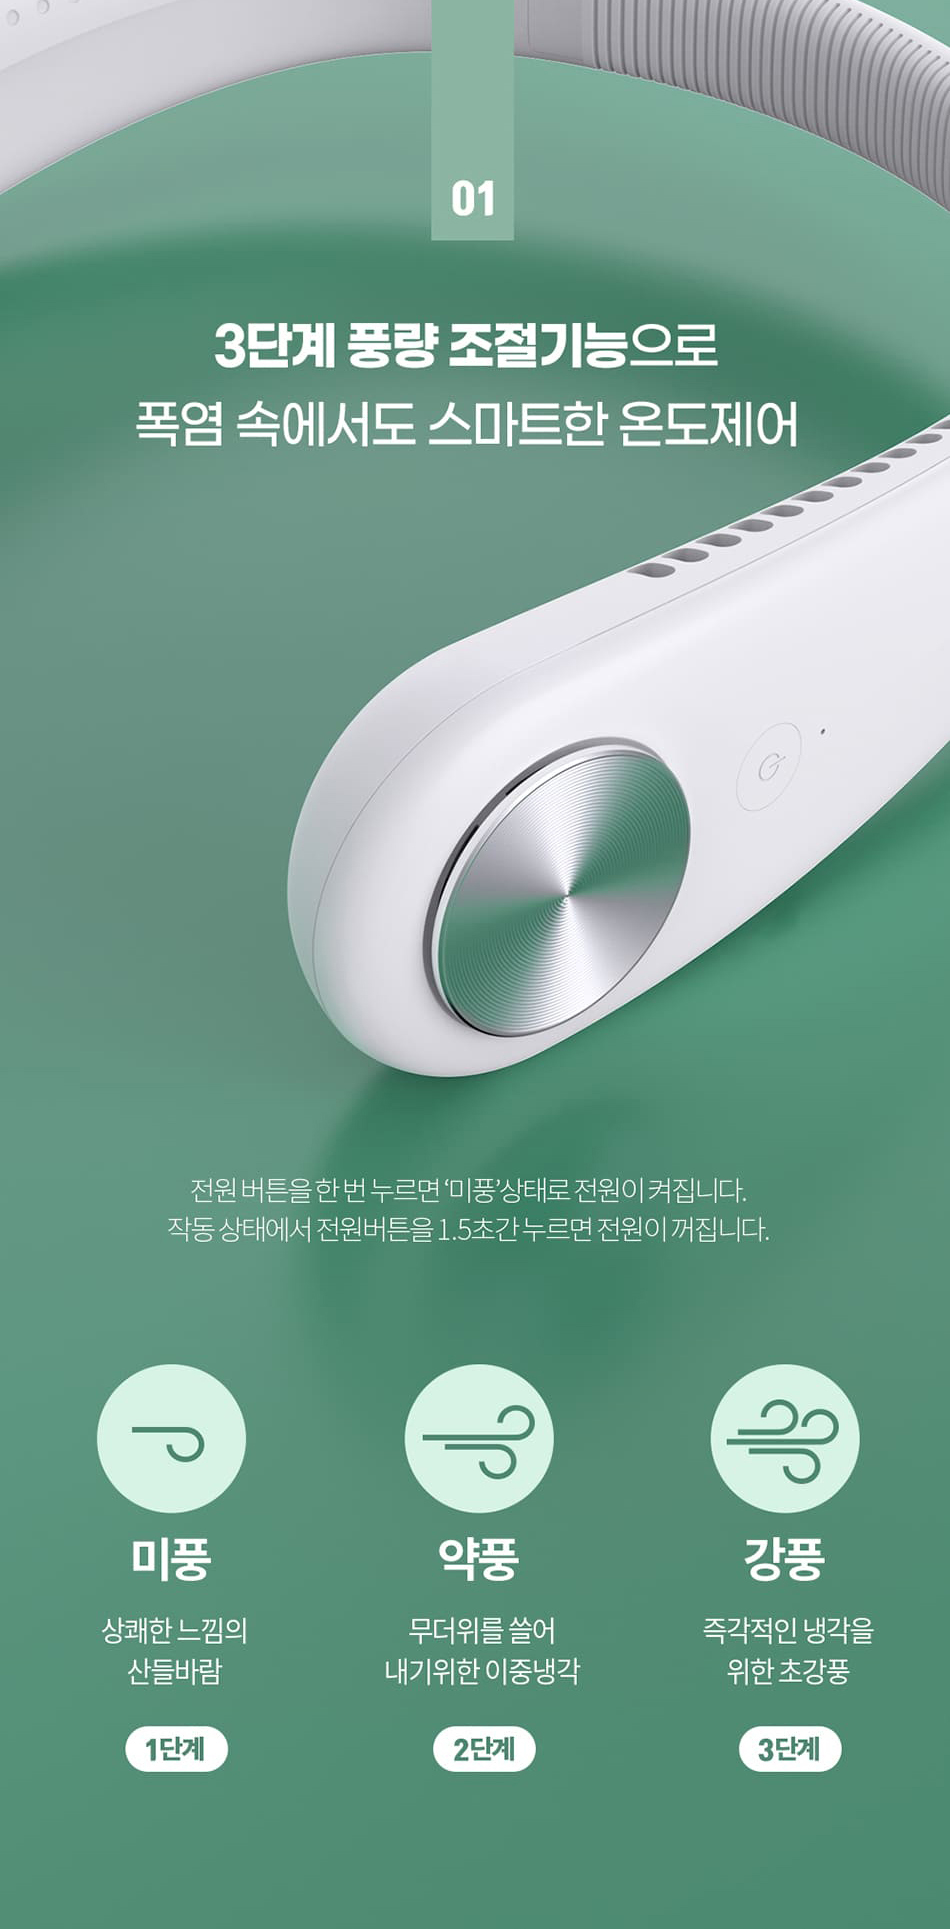 01
3단계 풍량 조절기능으로
폭염 속에서도 스마트한 온도제어
전원 버튼을 한 번 누르면 ‘미풍’상태로 전원이 켜집니다.
작동 상태에서 전원버튼을 1.5초간 누르면 전원이 꺼집니다.
미풍
상쾌한 느낌의
산들바람
1단계
약풍
무더위를 쓸어
내기위한 이중냉각
2단계
강풍
즉각적인 냉각을
위한 초강풍
3단계